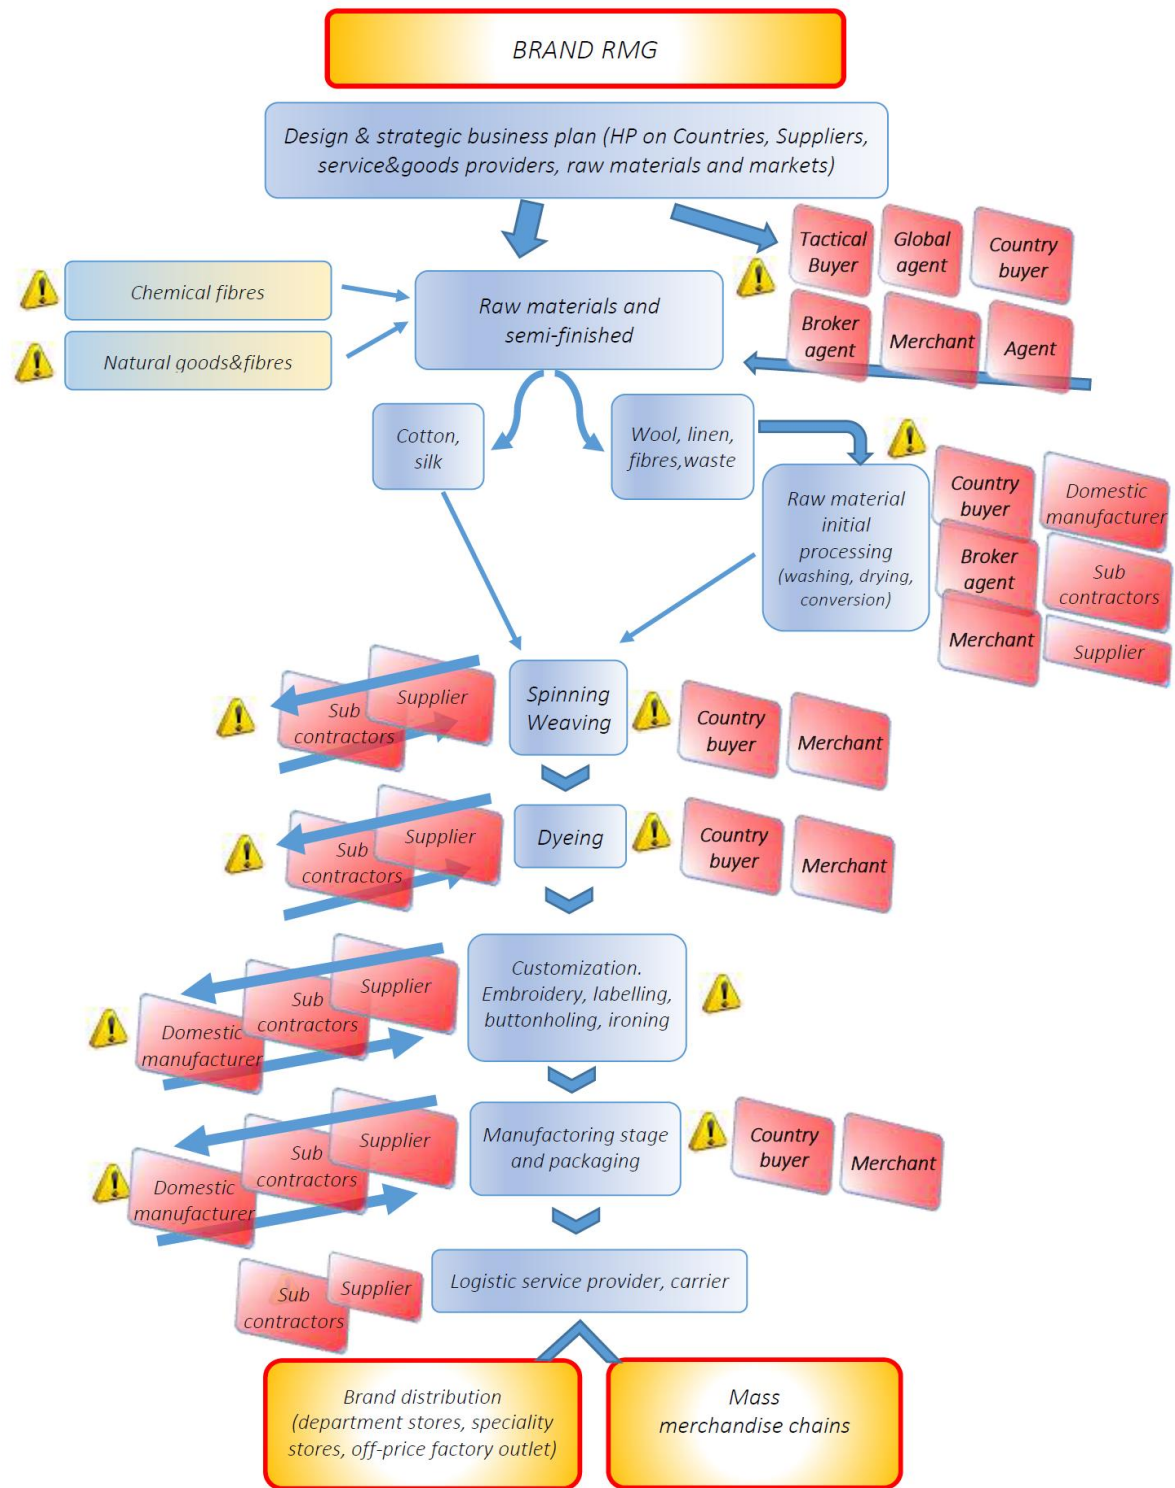 BRAND RMG
Design & strategic business plan (HP on Countries, Suppliers,
service&goods providers, raw materials and markets)
Tactical
Buyer
Global
agent
Country
buyer
Chemical fibres
Natural goods&fibres
Raw materials and
semi-finished
Broker
agent
Merchant
Agent
Cotton,
silk
Wool, linen,
fibres,waste
Raw material
initial
processing
(washing, drying,
conversion)
Country
buyer
Domestic
manufacturer
Broker
agent
Sub
contractors
Merchant
Supplier
Supplier
Sub
contractors
Spinning
Weaving
Country
buyer
Merchant
Supplier
Sub
contractors
Dyeing
Country
buyer
Merchant
Supplier
Sub
contractors
Domestic
manufacturer
Customization.
Embroidery, labelling,
buttonholing, ironing
Supplier
Sub
contractors
Domestic
manufacturer
Manufactoring stage
and packaging
Country
buyer
Merchant
Sub
contractors
Supplier
Logistic service provider, carrier
Brand distribution
(department stores, speciality
stores, off-price factory outlet)
Mass
merchandise chains